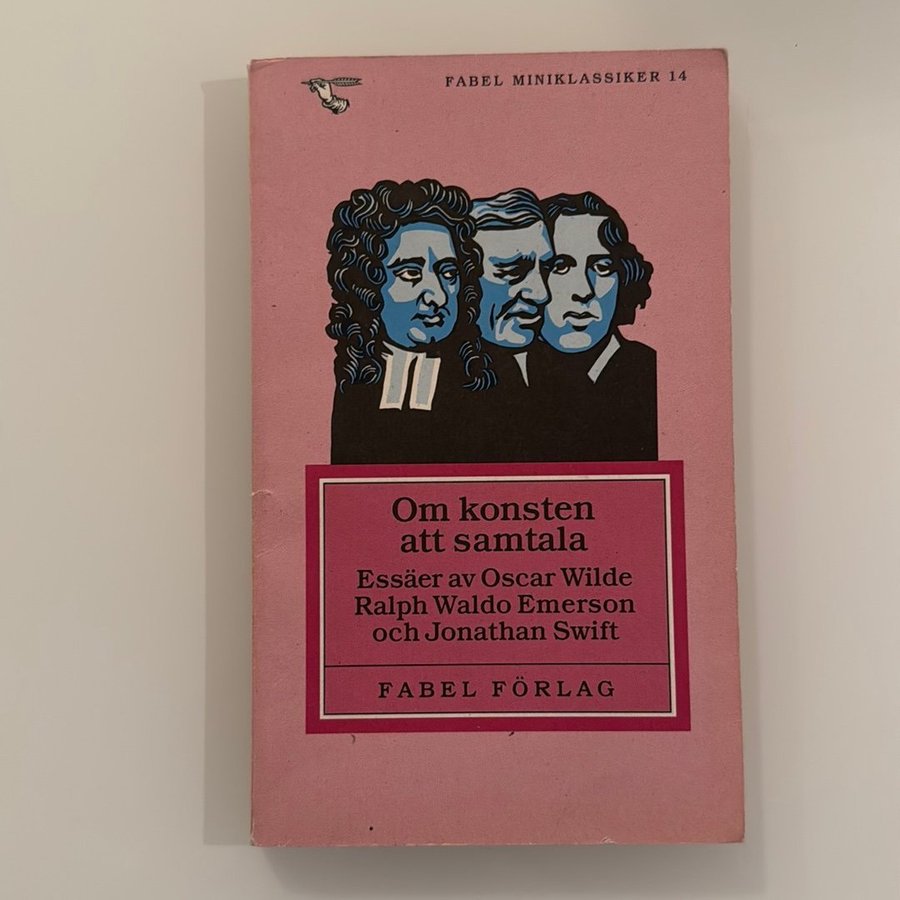 FABEL MINIKLASSIKER 14
Om konsten
att samtala
Essäer av Oscar Wilde
Ralph Waldo Emerson
och Jonathan Swift
FABEL FÖRLAG